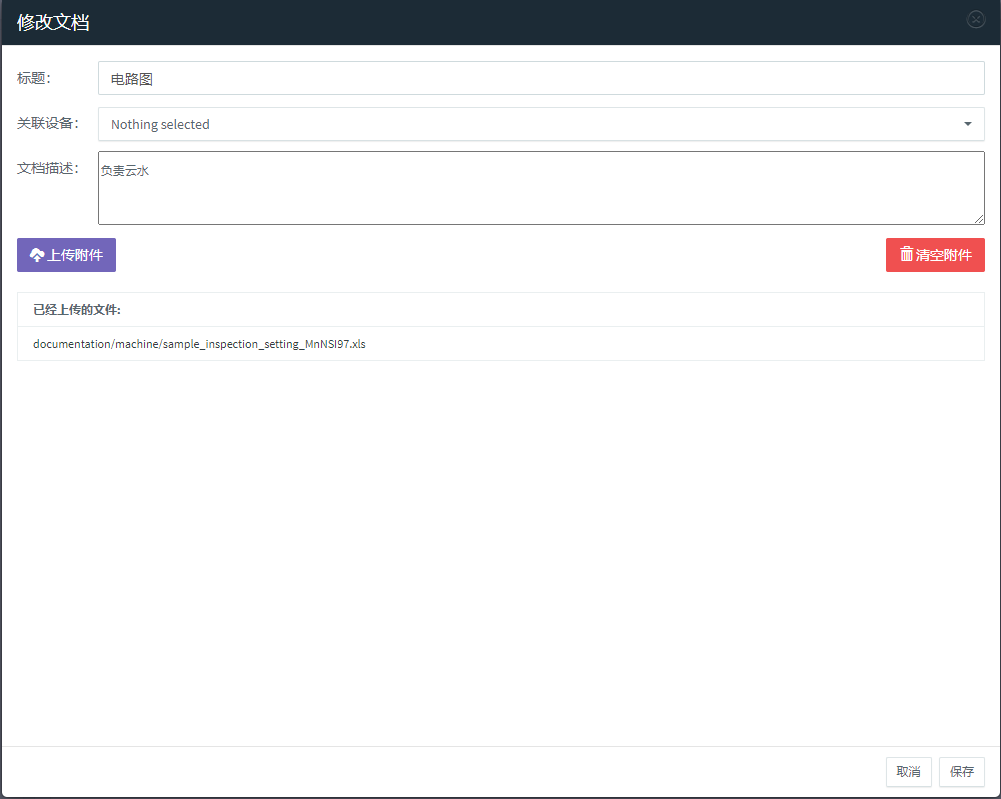 修改文档
标题：
电路图
关联设备：
Nothing selected
文档描述：
负责云水
上传附件
清空附件
已经上传的文件:
documentation/machine/sample_inspection_setting_MnNSI97.xls
取消
保存